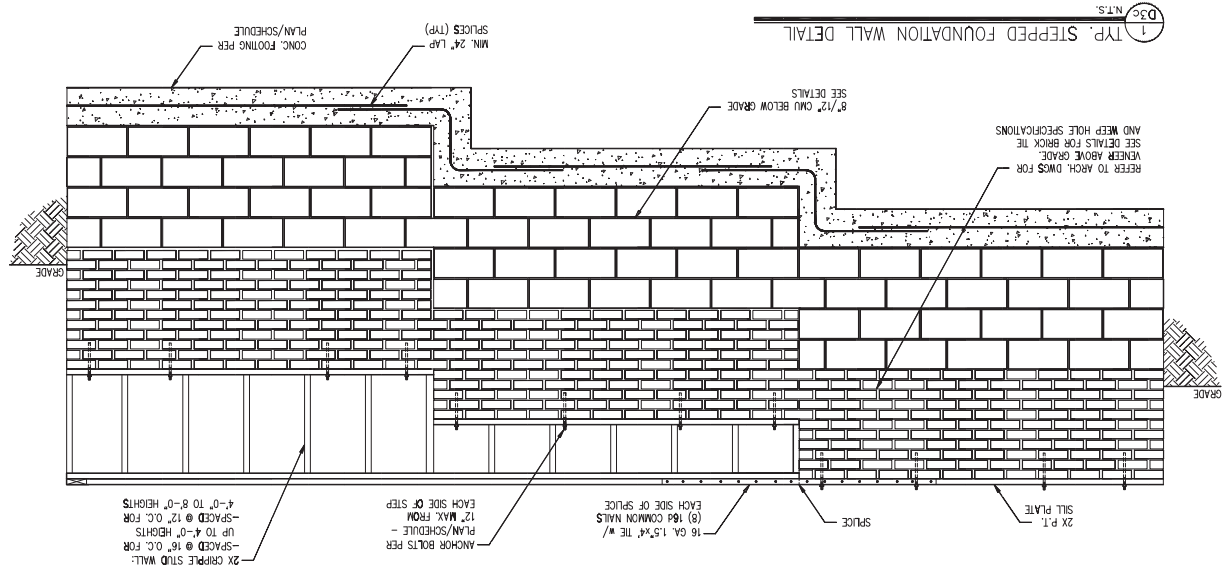 2X P.T.
SILL PLATE
SPLICE
16 GA. 1.5"x4' TIE w/
(8) 16d COMMON NAILS
EACH SIDE OF SPLICE
ANCHOR BOLTS PER
PLAN/SCHEDULE -
12" MAX. FROM
EACH SIDE OF STEP
2X CRIPPLE STUD WALL:
-SPACED @ 16" O.C. FOR
UP TO 4'-0" HEIGHTS
-SPACED @ 12" O.C. FOR
4'-0" TO 8'-0" HEIGHTS
GRADE
GRADE
REFER TO ARCH. DWGS FOR
VENEER ABOVE GRADE.
SEE DETAILS FOR BRICK TIE
AND WEEP HOLE SPECIFICATIONS
8"/12" CMU BELOW GRADE
SEE DETAILS
MIN. 24" LAP
SPLICES (TYP)
CONC. FOOTING PER
PLAN/SCHEDULE
1
D3c
TYP. STEPPED FOUNDATION WALL DETAIL
N.T.S.